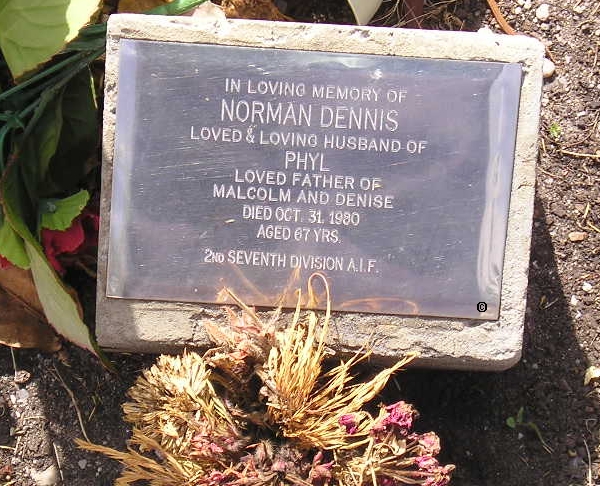 IN LOVING MEMORY OF
NORMAN DENNIS
LOVED & LOVING HUSBAND OF
PHYL
LOVED FATHER OF
MALCOLM AND DENISE
DIED OCT. 31. 1980
AGED 67 YRS.
2ND SEVENTH DIVISION A.I.F.
©